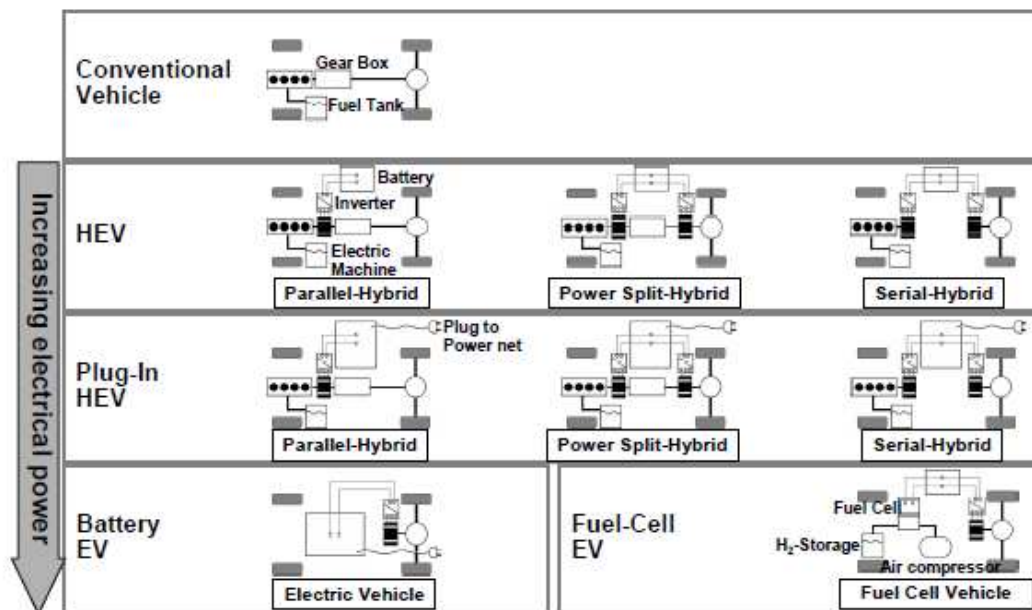 Increasing electrical power
Conventional
Vehicle
Gear Box
Fuel Tank
HEV
Battery
Inverter
Electric
Machine
Parallel-Hybrid
Power Split-Hybrid
Serial-Hybrid
Plug-In
HEV
Plug to
Power net
Parallel-Hybrid
Power Split-Hybrid
Serial-Hybrid
Battery
EV
Electric Vehicle
Fuel-Cell
EV
Fuel Cell
H₂-Storage
Air compressor
Fuel Cell Vehicle